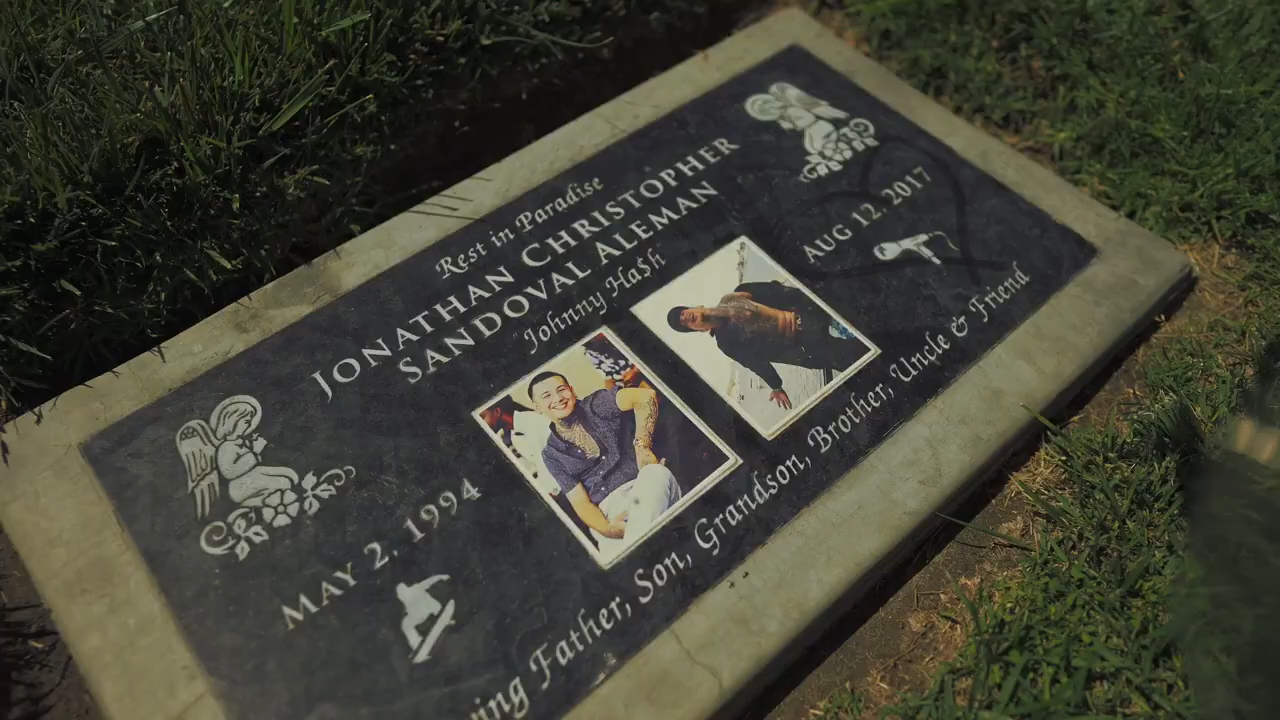 Rest in Paradise
JONATHAN CHRISTOPHER
SANDOVAL ALEMAN
Johnny Ha$h
MAY 2, 1994
AUG 12, 2017
Father, Son, Grandson, Brother, Uncle & Friend